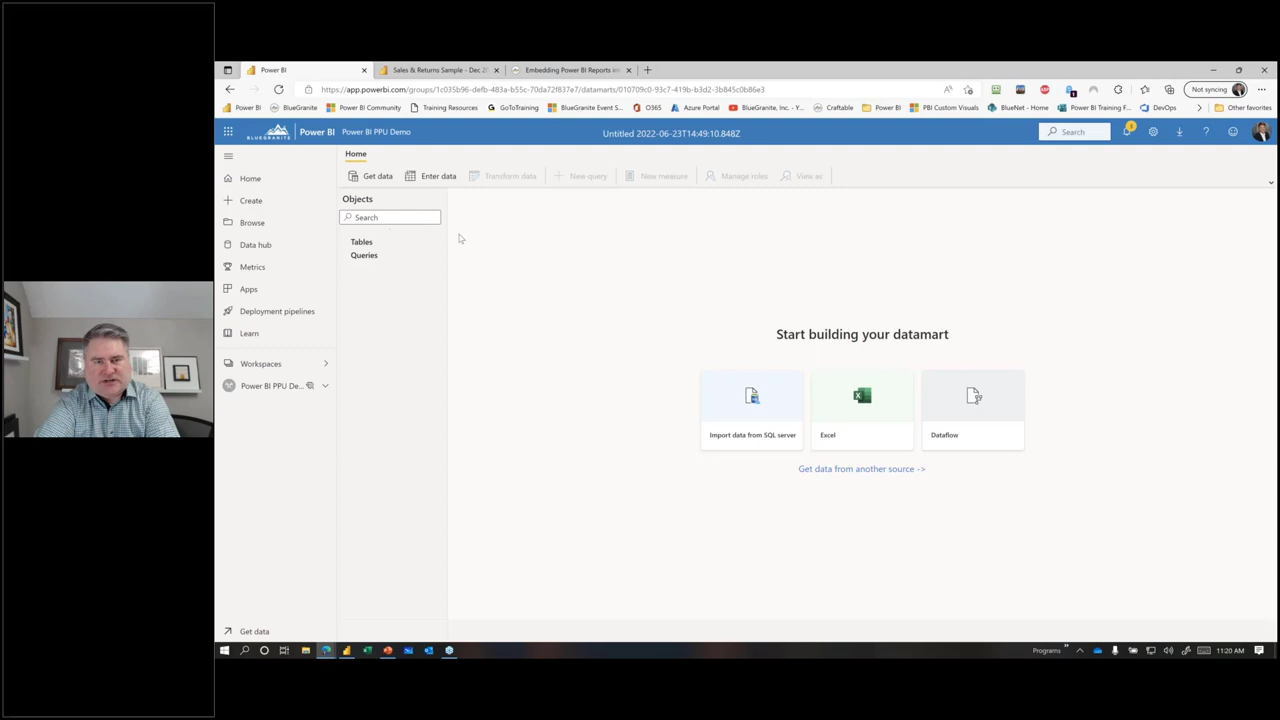 Power BI
Sales & Returns Sample - Dec 2
Embedding Power BI Reports in
https://app.powerbi.com/groups/1c035b96-defb-483a-b55c-70da72f837e7/datamarts/010709c0-93c7-419b-b3d2-3b845c0b86e3
Not syncing
Power BI
BlueGranite
Power BI Community
Training Resources
GoToTraining
BlueGranite Event S...
O365
Azure Portal
BlueGranite, Inc. - Y...
Craftable
Power BI
PBI Custom Visuals
BlueNet - Home
Power BI Training F...
DevOps
Other favorites
BLUEGRANITE
Power BI
Power BI PPU Demo
Untitled 2022-06-23T14:49:10.848Z
Search
1
Home
Get data
Enter data
Transform data
New query
New measure
Manage roles
View as
Home
Create
Browse
Data hub
Metrics
Apps
Deployment pipelines
Learn
Workspaces
Power BI PPU De...
Get data
Objects
Search
Tables
Queries
Start building your datamart
Import data from SQL server
Excel
Dataflow
Get data from another source ->
Programs
11:20 AM